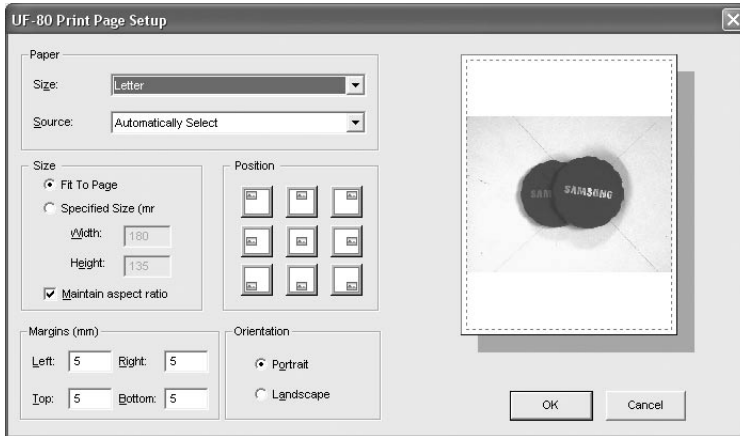 UF-80 Print Page Setup
Paper
Size:
Letter
Source:
Automatically Select
Size
Fit To Page
Specified Size (mr
Width:
180
Height:
135
Maintain aspect ratio
Position
Margins (mm)
Left:
5
Right:
5
Top:
5
Bottom:
5
Orientation
Portrait
Landscape
SAM
SAMSUNG
OK
Cancel